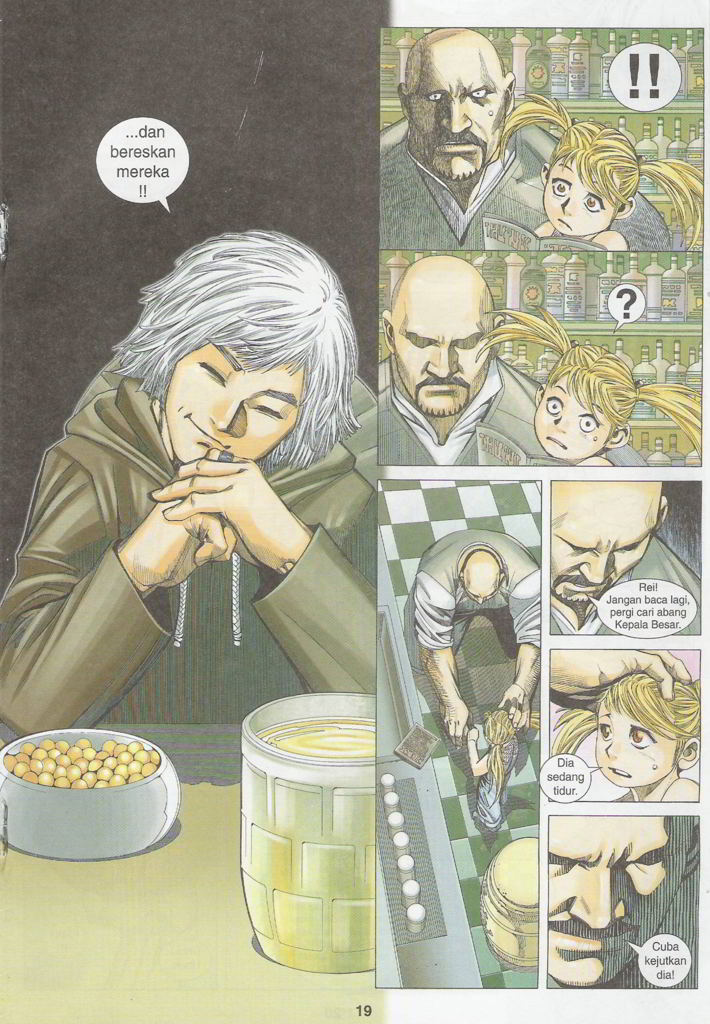 ...dan
bereskan
mereka
!!
!!
?
Rei!
Jangan baca lagi,
pergi cari abang
Kepala Besar.
Dia
sedang
tidur.
Cuba
kejutkan
dia!
19